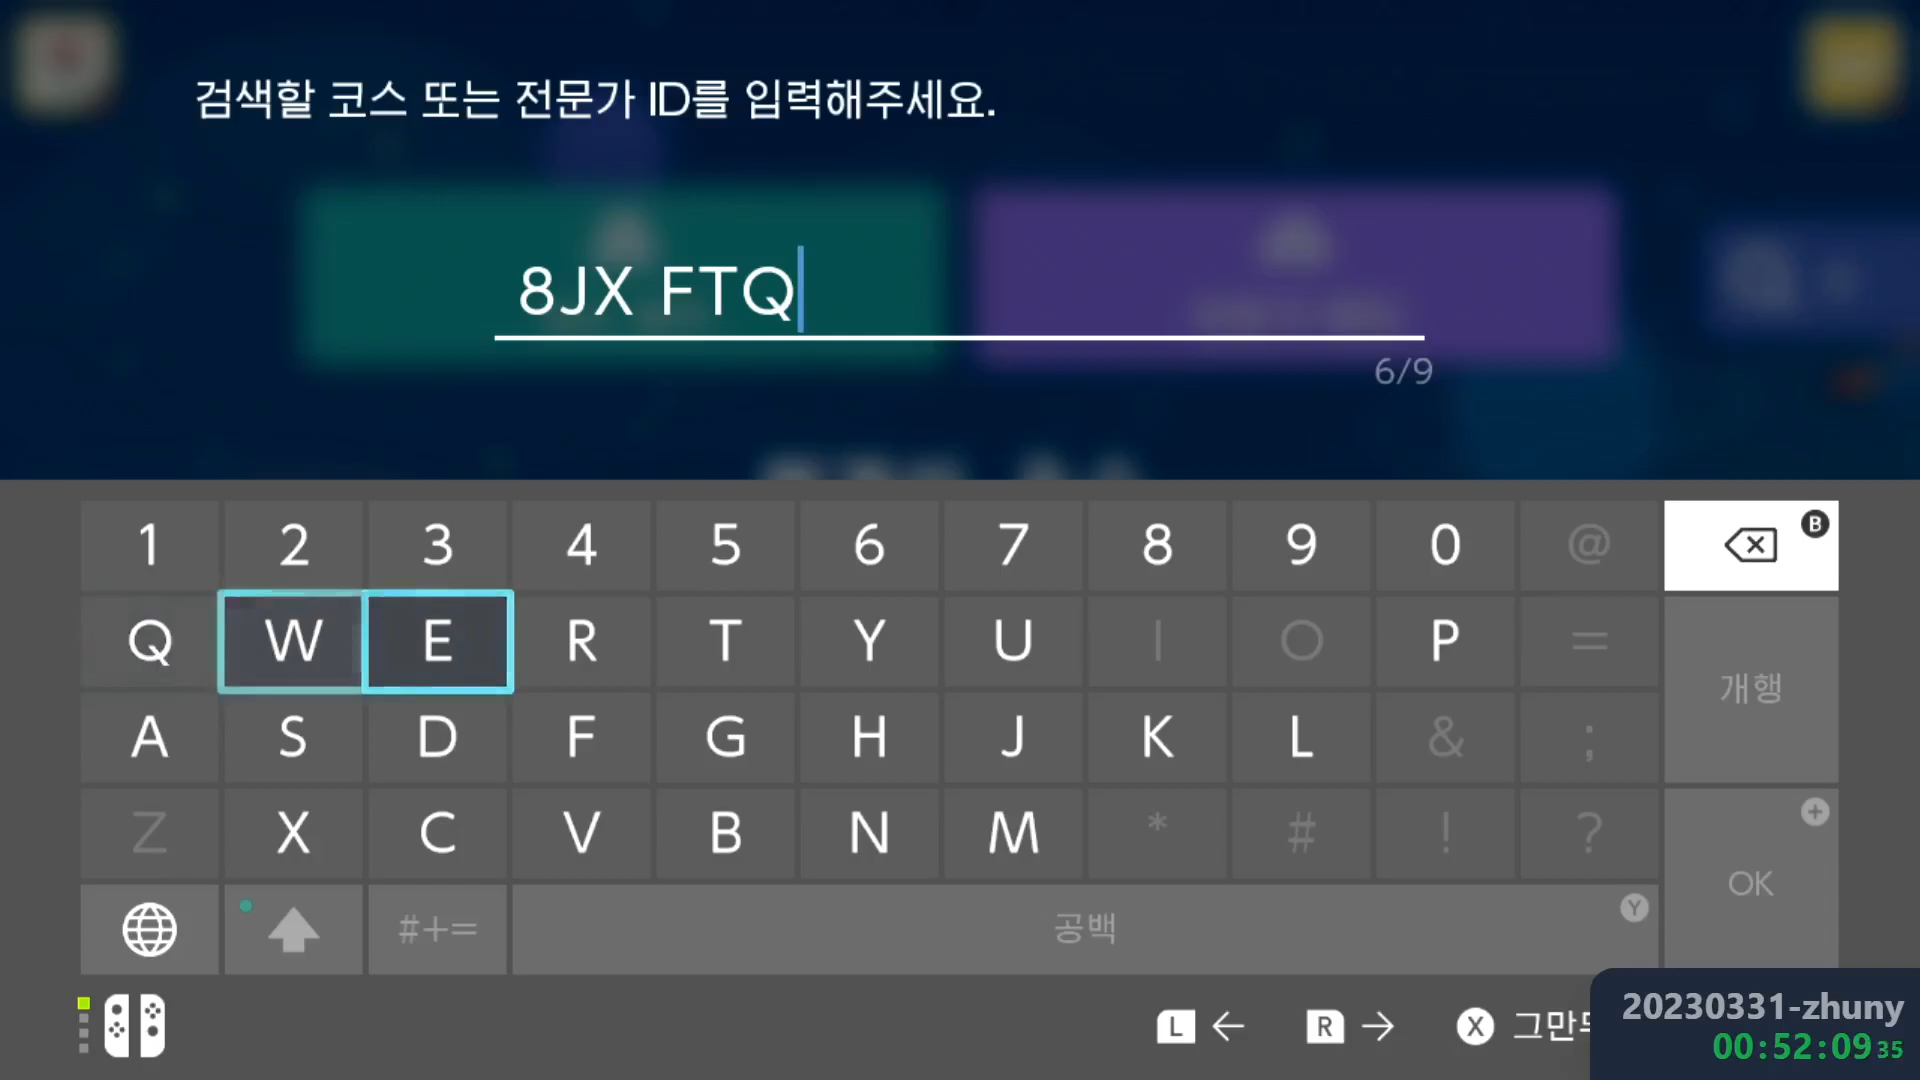 검색할 코스 또는 전문가 ID를 입력해주세요.
8JX FTQ
6/9
1 2 3 4 5 6 7 8 9 0 @ B
Q W E R T Y U I O P =
개행
A S D F G H J K L & ;
Z X C V B N M * # ! ? +
OK
#+= 공백 Y
L ← R → X 그만
20230331-zhuny
00:52:09 35